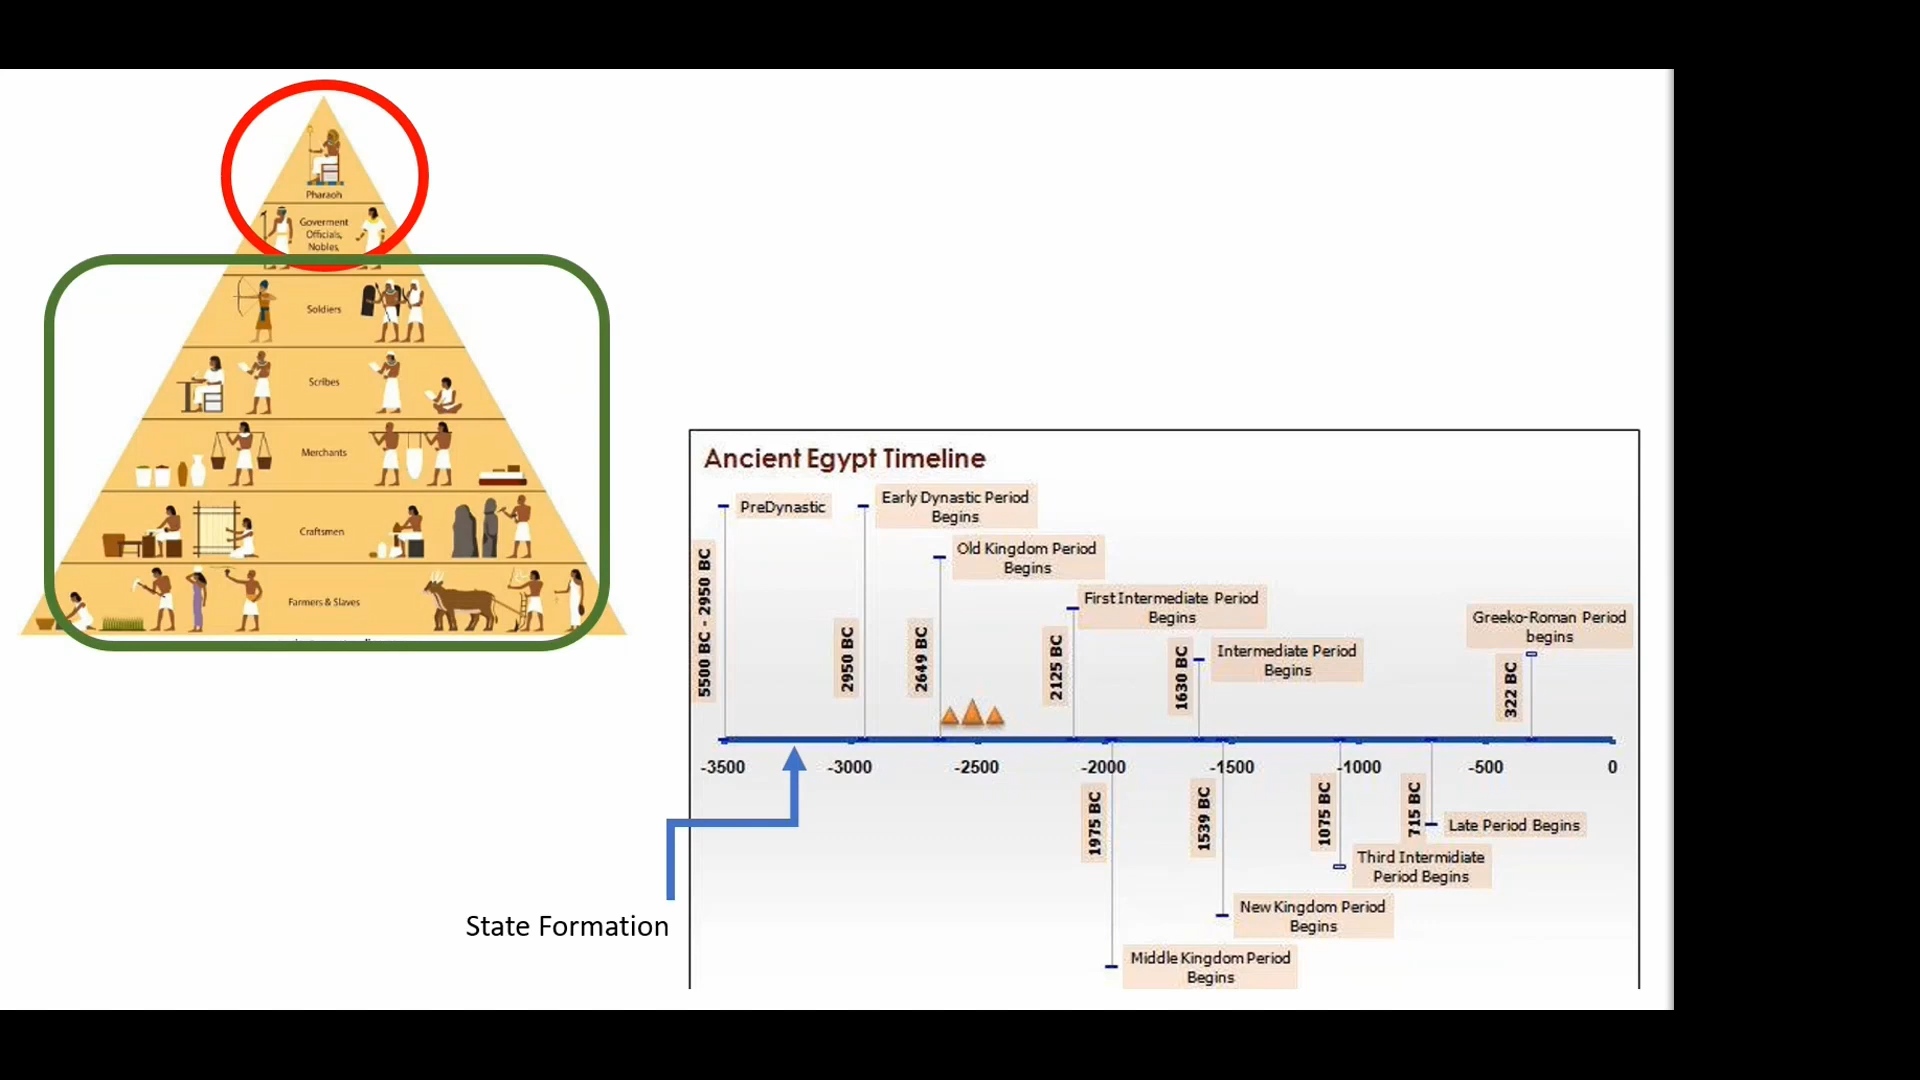 Pharaoh
Goverment
Officials,
Nobles,
Soldiers
Scribes
Merchants
Craftsmen
Farmers & Slaves
State Formation
Ancient Egypt Timeline
PreDynastic
Early Dynastic Period
Begins
Old Kingdom Period
Begins
First Intermediate Period
Begins
Intermediate Period
Begins
Greeko-Roman Period
begins
5500 BC - 2950 BC
2950 BC
2649 BC
2125 BC
1630 BC
322 BC
-3500 -3000 -2500 -2000 -1500 -1000 -500 0
1975 BC
1539 BC
1075 BC
715 BC
Late Period Begins
Third Intermidiate
Period Begins
New Kingdom Period
Begins
Middle Kingdom Period
Begins